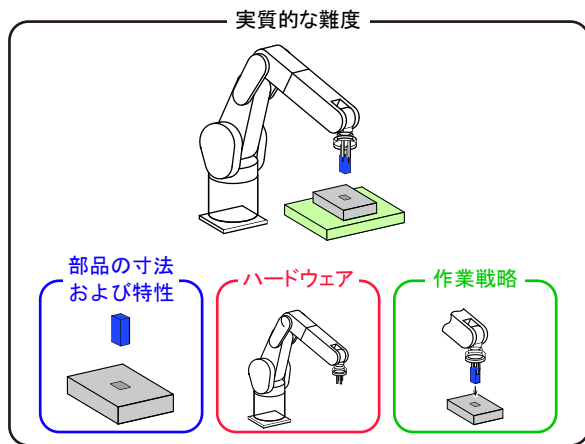 実質的な難度
部品の寸法
および特性
ハードウェア
作業戦略